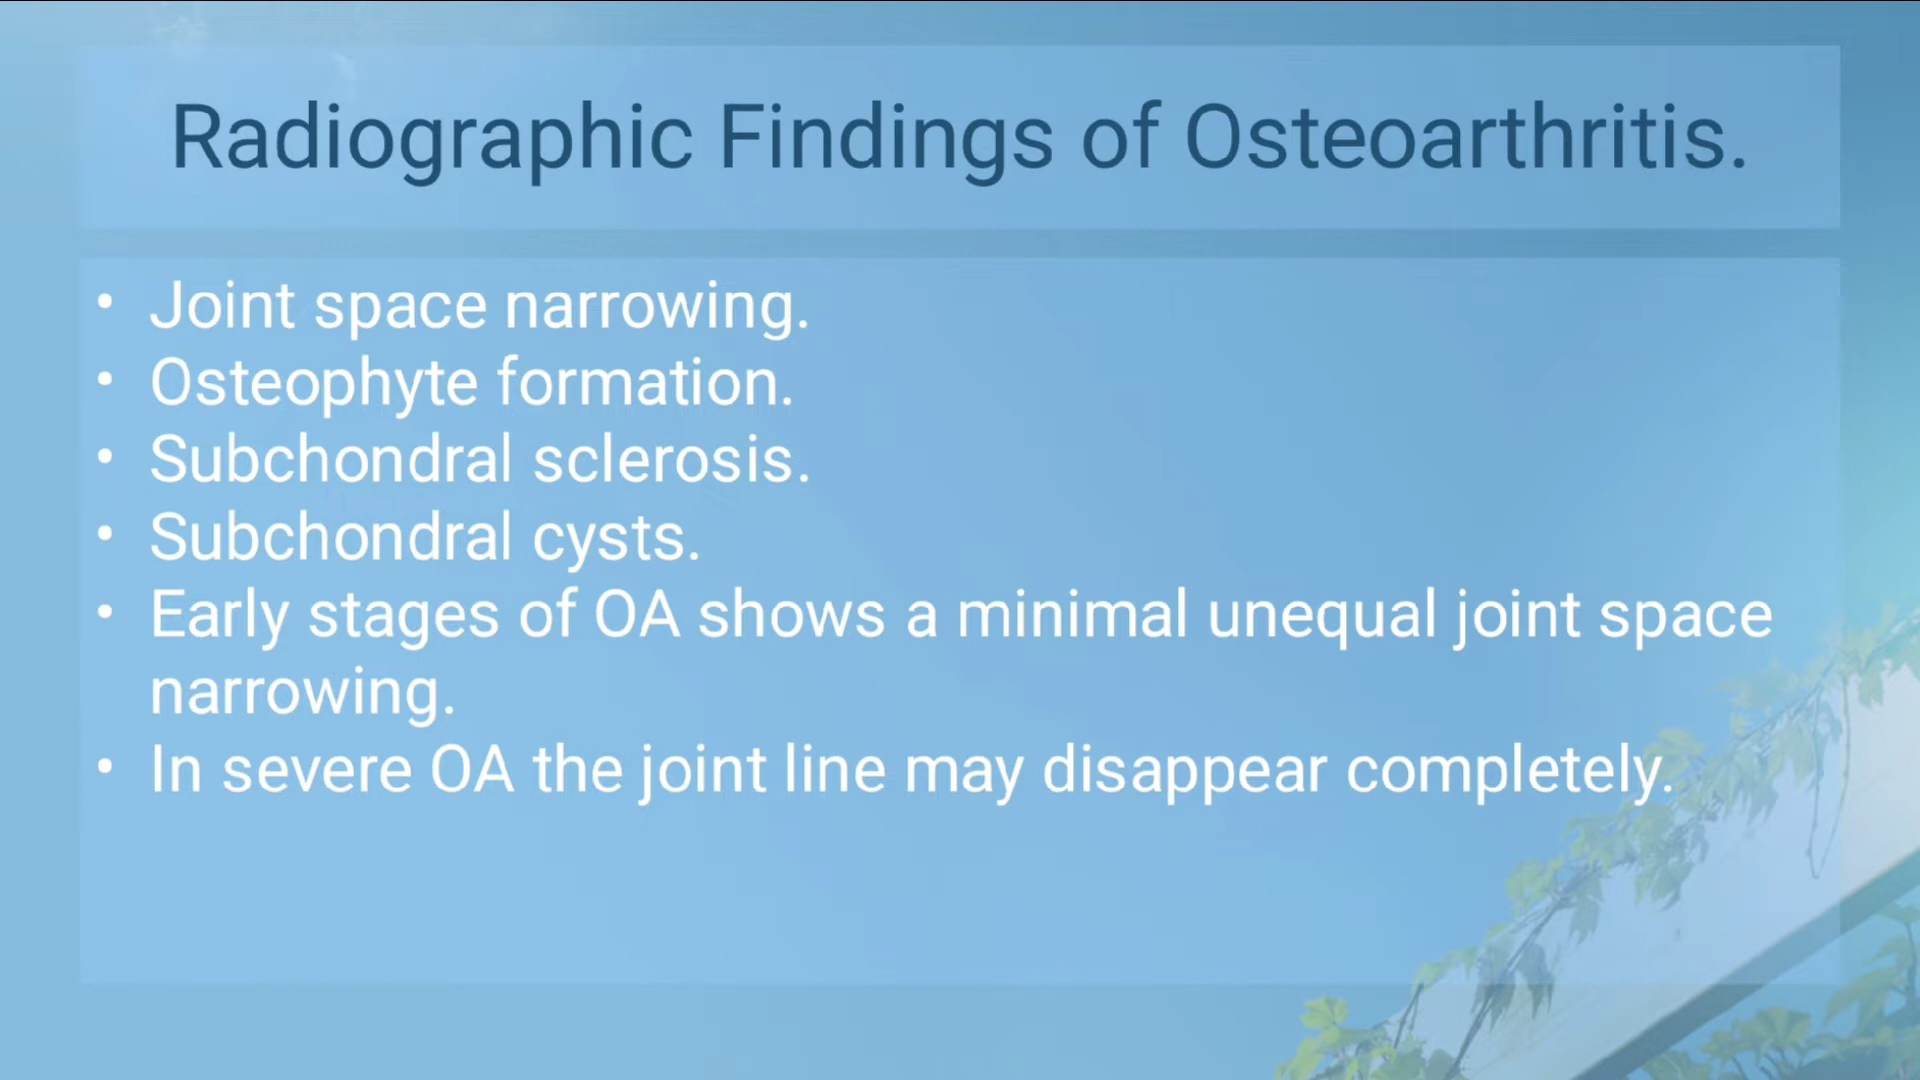 Radiographic Findings of Osteoarthritis.
• Joint space narrowing.
• Osteophyte formation.
• Subchondral sclerosis.
• Subchondral cysts.
• Early stages of OA shows a minimal unequal joint space
narrowing.
• In severe OA the joint line may disappear completely.